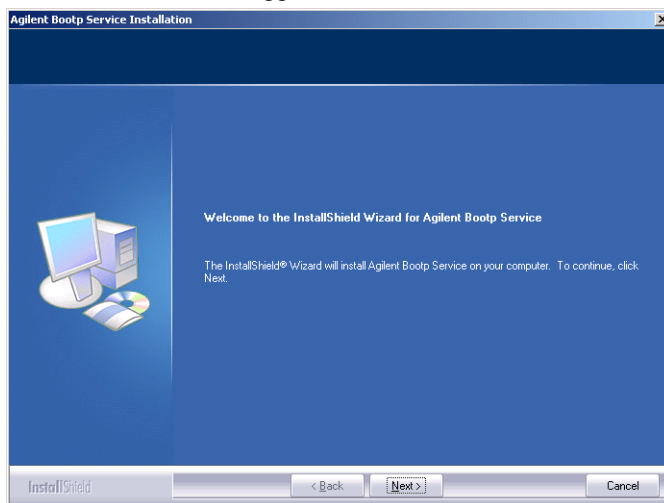 Agilent Bootp Service Installation
Welcome to the InstallShield Wizard for Agilent Bootp Service
The InstallShield® Wizard will install Agilent Bootp Service on your computer. To continue, click
Next.
InstallShield
< Back
Next >
Cancel